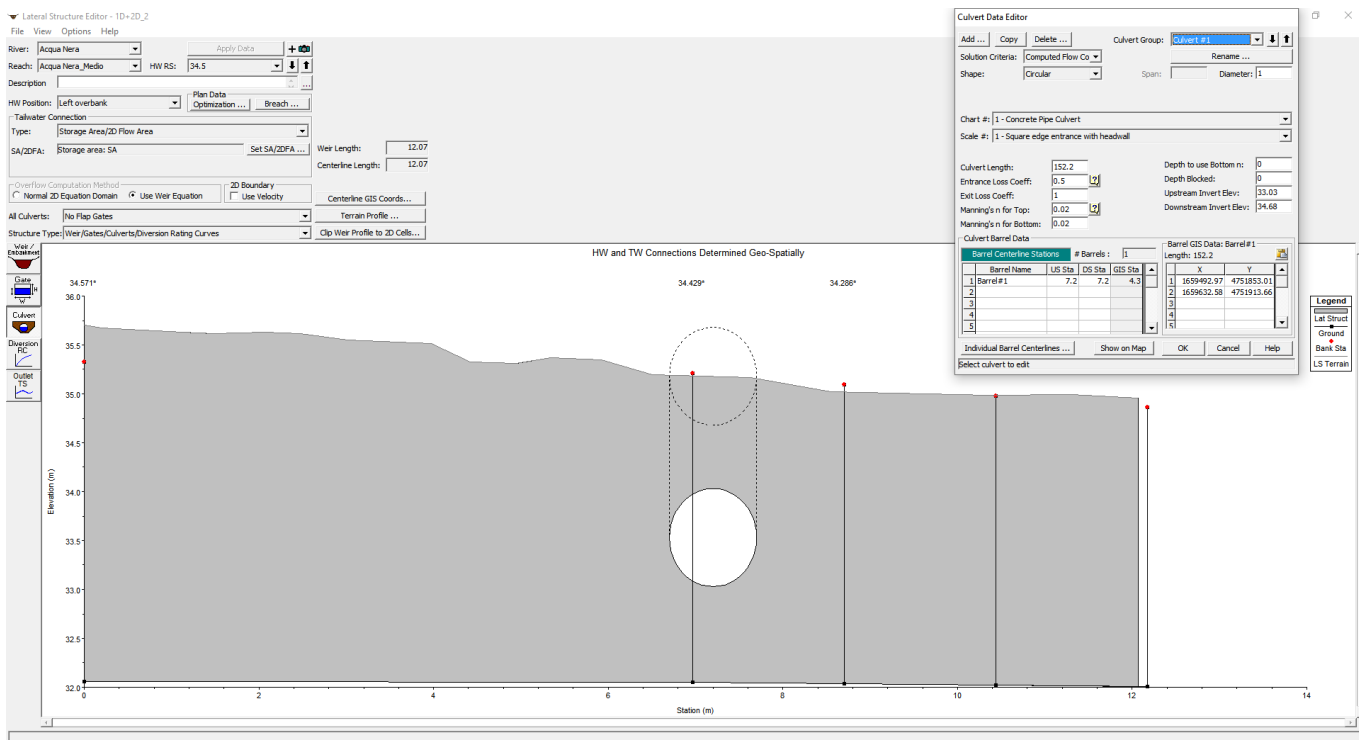 Lateral Structure Editor - 1D+2D_2
File View Options Help
River: Acqua Nera Apply Data
Reach: Acqua Nera_Medio HW RS: 34.5
Description ...
HW Position: Left overbank Plan Data Optimization ... Breach ...
Tailwater Connection
Type: Storage Area/2D Flow Area
SA/2DFA: Storage area: SA Set SA/2DFA ...
Weir Length: 12.07
Centerline Length: 12.07
Overflow Computation Method
Normal 2D Equation Domain Use Weir Equation
2D Boundary
Use Velocity
Centerline GIS Coords...
All Culverts: No Flap Gates Terrain Profile ...
Structure Type: Weir/Gates/Culverts/Diversion Rating Curves Clip Weir Profile to 2D Cells...
Weir / Embankment
Gate
H
W
Culvert
Diversion RC
Outlet TS
HW and TW Connections Determined Geo-Spatially
34.571* 34.429* 34.286*
36.0
35.5
35.0
34.5
34.0
33.5
33.0
32.5
32.0
Elevation (m)
0 2 4 6 8 10 12 14
Station (m)
Legend
Lat Struct
Ground
Bank Sta
LS Terrain
Culvert Data Editor
Add ... Copy Delete ... Culvert Group: Culvert #1
Solution Criteria: Computed Flow Co Rename ...
Shape: Circular Span: Diameter: 1
Chart #: 1 - Concrete Pipe Culvert
Scale #: 1 - Square edge entrance with headwall
Culvert Length: 152.2 Depth to use Bottom n: 0
Entrance Loss Coeff: 0.5 Depth Blocked: 0
Exit Loss Coeff: 1 Upstream Invert Elev: 33.03
Manning's n for Top: 0.02 Downstream Invert Elev: 34.68
Manning's n for Bottom: 0.02
Culvert Barrel Data
Barrel Centerline Stations # Barrels : 1
Barrel Name US Sta DS Sta GIS Sta
1 Barrel#1 7.2 7.2 4.3
2
3
4
5
Barrel GIS Data: Barrel#1
Length: 152.2
X Y
1 1659492.97 4751853.01
2 1659632.58 4751913.66
3
4
5
Individual Barrel Centerlines ... Show on Map OK Cancel Help
Select culvert to edit